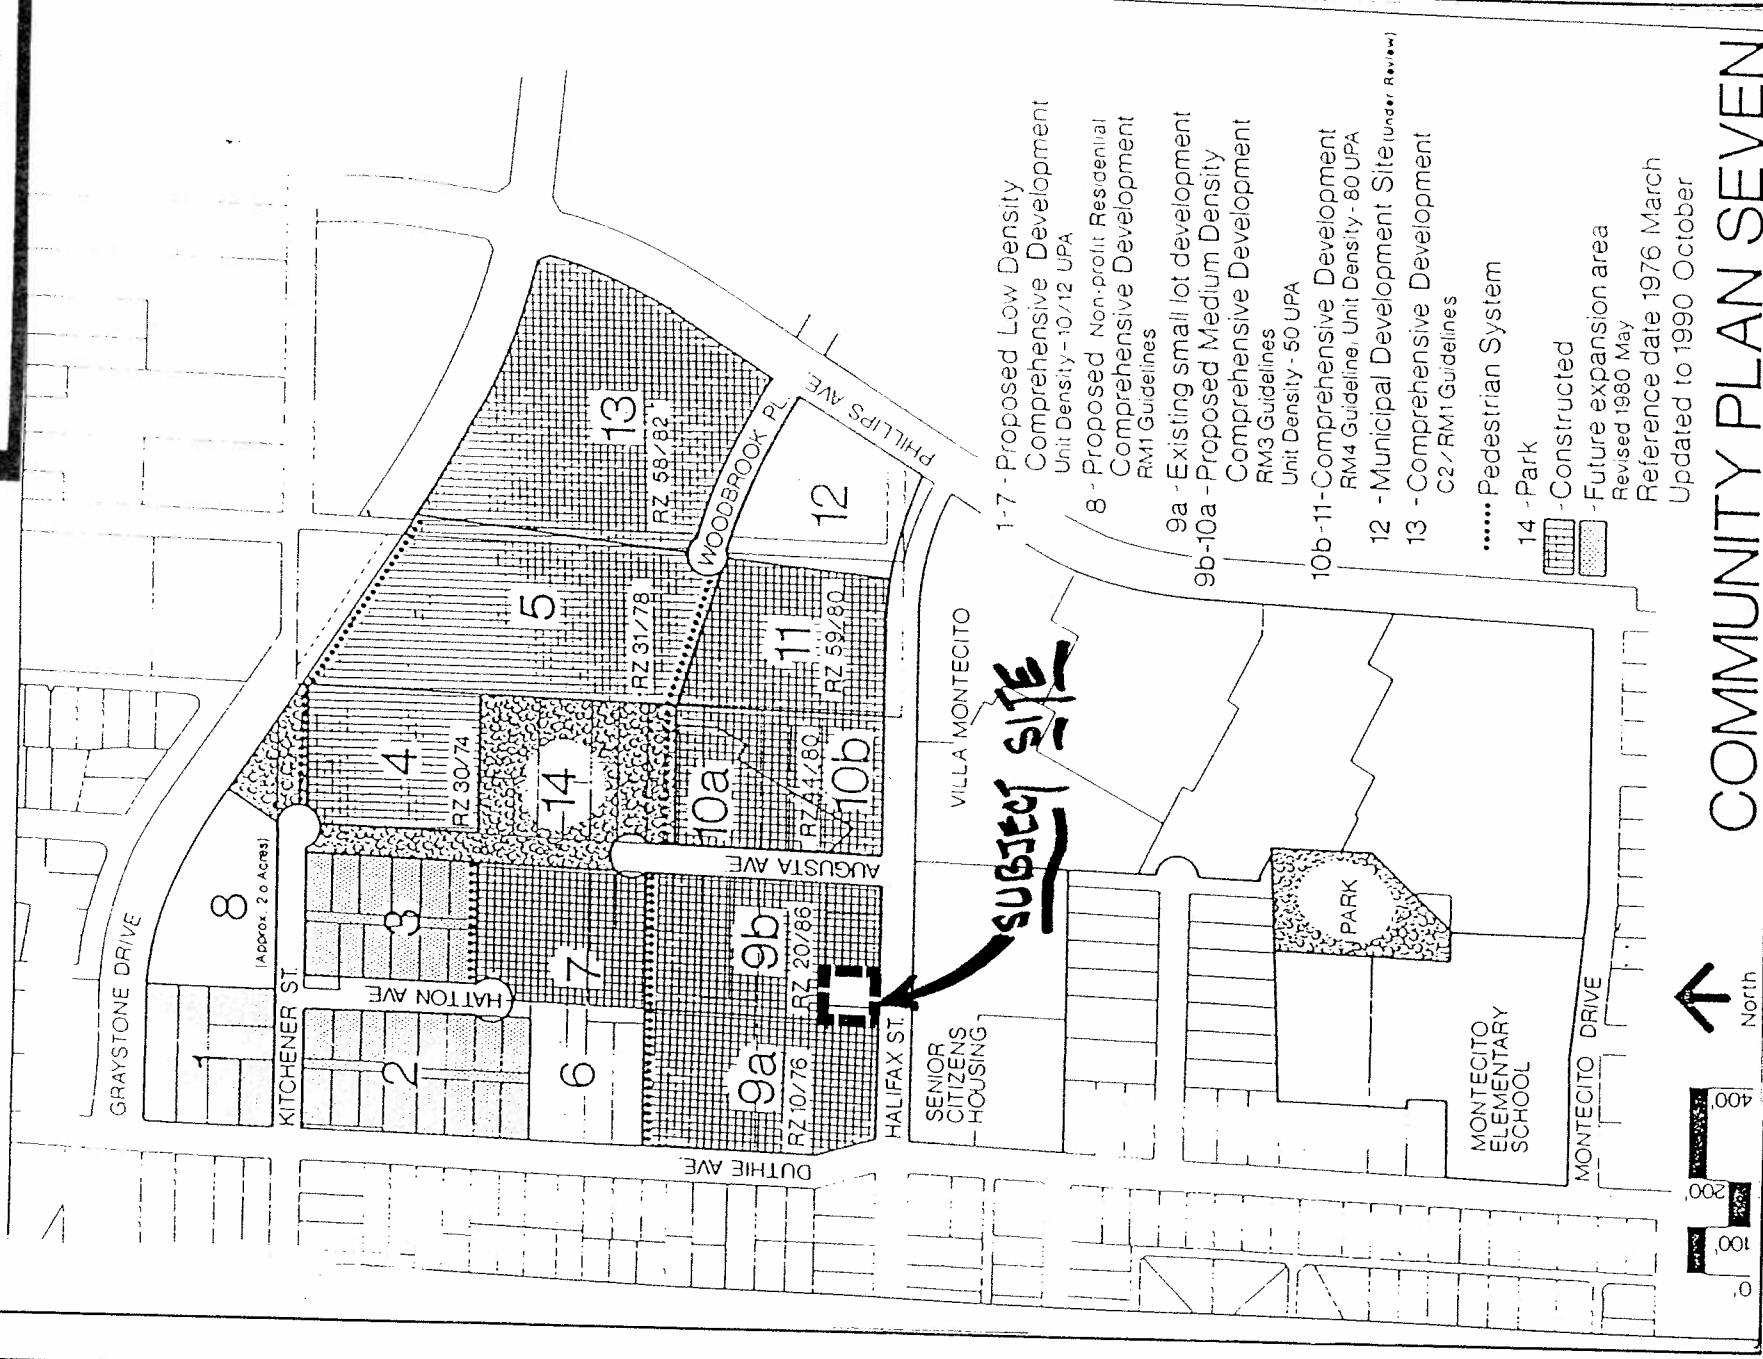 GRAYSTONE DRIVE
8
(Approx. 2.0 Acres)
1
KITCHENER ST.
HATTON AVE
2
3
4
RZ 30/74
5
RZ 31/78
6
7
14
13
RZ 58/82
WOODBROOK PL.
PHILLIPS AVE.
12
11
RZ 59/80
10a
RZ 44/80
10b
AUGUSTA AVE.
9b
RZ 20/86
9a
RZ 10/76
DUTHIE AVE.
HALIFAX ST.
SENIOR
CITIZENS
HOUSING
VILLA MONTECITO
SUBJECT SITE
PARK
MONTECITO
ELEMENTARY
SCHOOL
MONTECITO DRIVE
1-7 - Proposed Low Density
Comprehensive Development
Unit Density - 10/12 UPA
8 - Proposed Non-profit Residential
Comprehensive Development
RM1 Guidelines
9a - Existing small lot development
9b-10a - Proposed Medium Density
Comprehensive Development
RM3 Guidelines
Unit Density - 50 UPA
10b-11 - Comprehensive Development
RM4 Guideline, Unit Density - 80 UPA
12 - Municipal Development Site (under Review)
13 - Comprehensive Development
C2/RM1 Guidelines
...... Pedestrian System
14 - Park
- Constructed
- Future expansion area
Revised 1980 May
Reference date 1976 March
Updated to 1990 October
North
0' 100' 200' 400'
COMMUNITY PLAN SEVEN